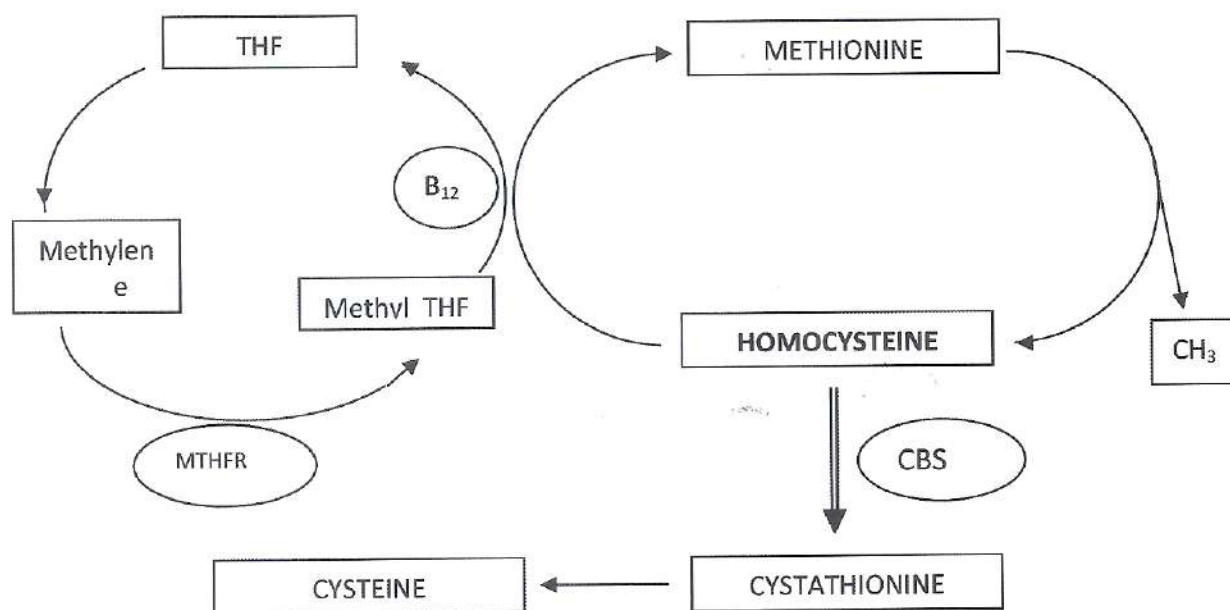 THF
METHIONINE
B₁₂
Methylen
e
Methyl THF
HOMOCYSTEINE
CH₃
MTHFR
CBS
CYSTEINE
CYSTATHIONINE